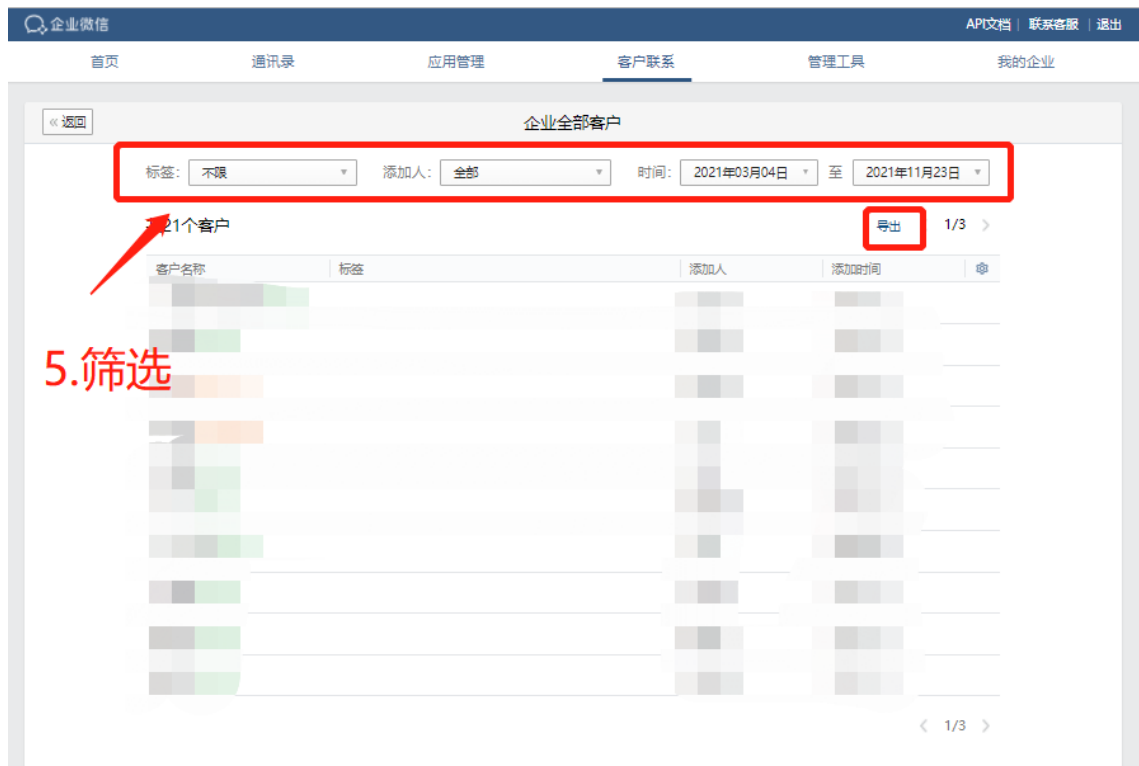 企业微信 API文档 | 联系客服 | 退出
首页 通讯录 应用管理 客户联系 管理工具 我的企业
« 返回 企业全部客户
标签: 不限 添加人: 全部 时间: 2021年03月04日 至 2021年11月23日
21个客户 导出 1/3
客户名称 标签 添加人 添加时间
5.筛选
1/3